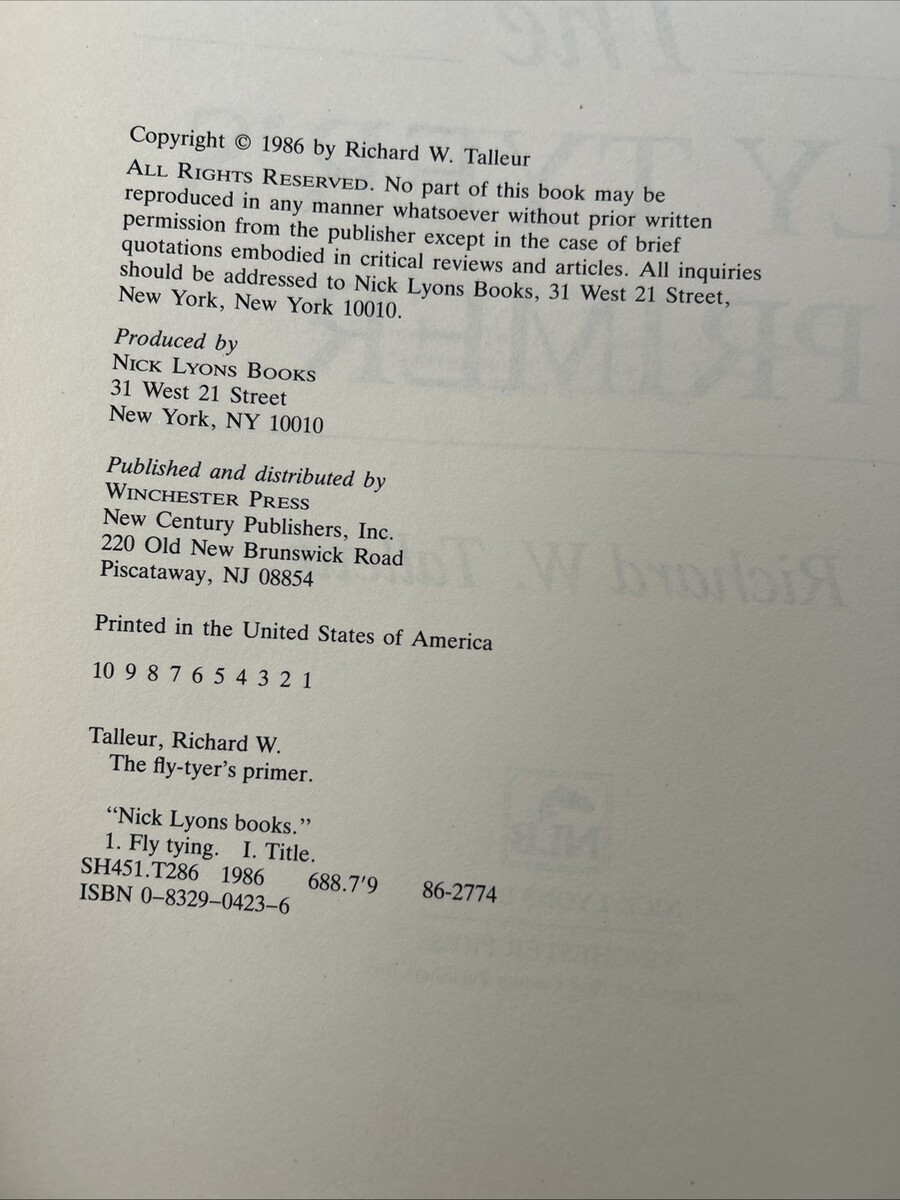 Copyright © 1986 by Richard W. Talleur
ALL RIGHTS RESERVED. No part of this book may be
reproduced in any manner whatsoever without prior written
permission from the publisher except in the case of brief
quotations embodied in critical reviews and articles. All inquiries
should be addressed to Nick Lyons Books, 31 West 21 Street,
New York, New York 10010.
Produced by
NICK LYONS BOOKS
31 West 21 Street
New York, NY 10010
Published and distributed by
WINCHESTER PRESS
New Century Publishers, Inc.
220 Old New Brunswick Road
Piscataway, NJ 08854
Printed in the United States of America
10 9 8 7 6 5 4 3 2 1
Talleur, Richard W.
The fly-tyer's primer.
“Nick Lyons books.”
1. Fly tying. I. Title.
SH451.T286 1986 688.7′9 86-2774
ISBN 0–8329–0423–6